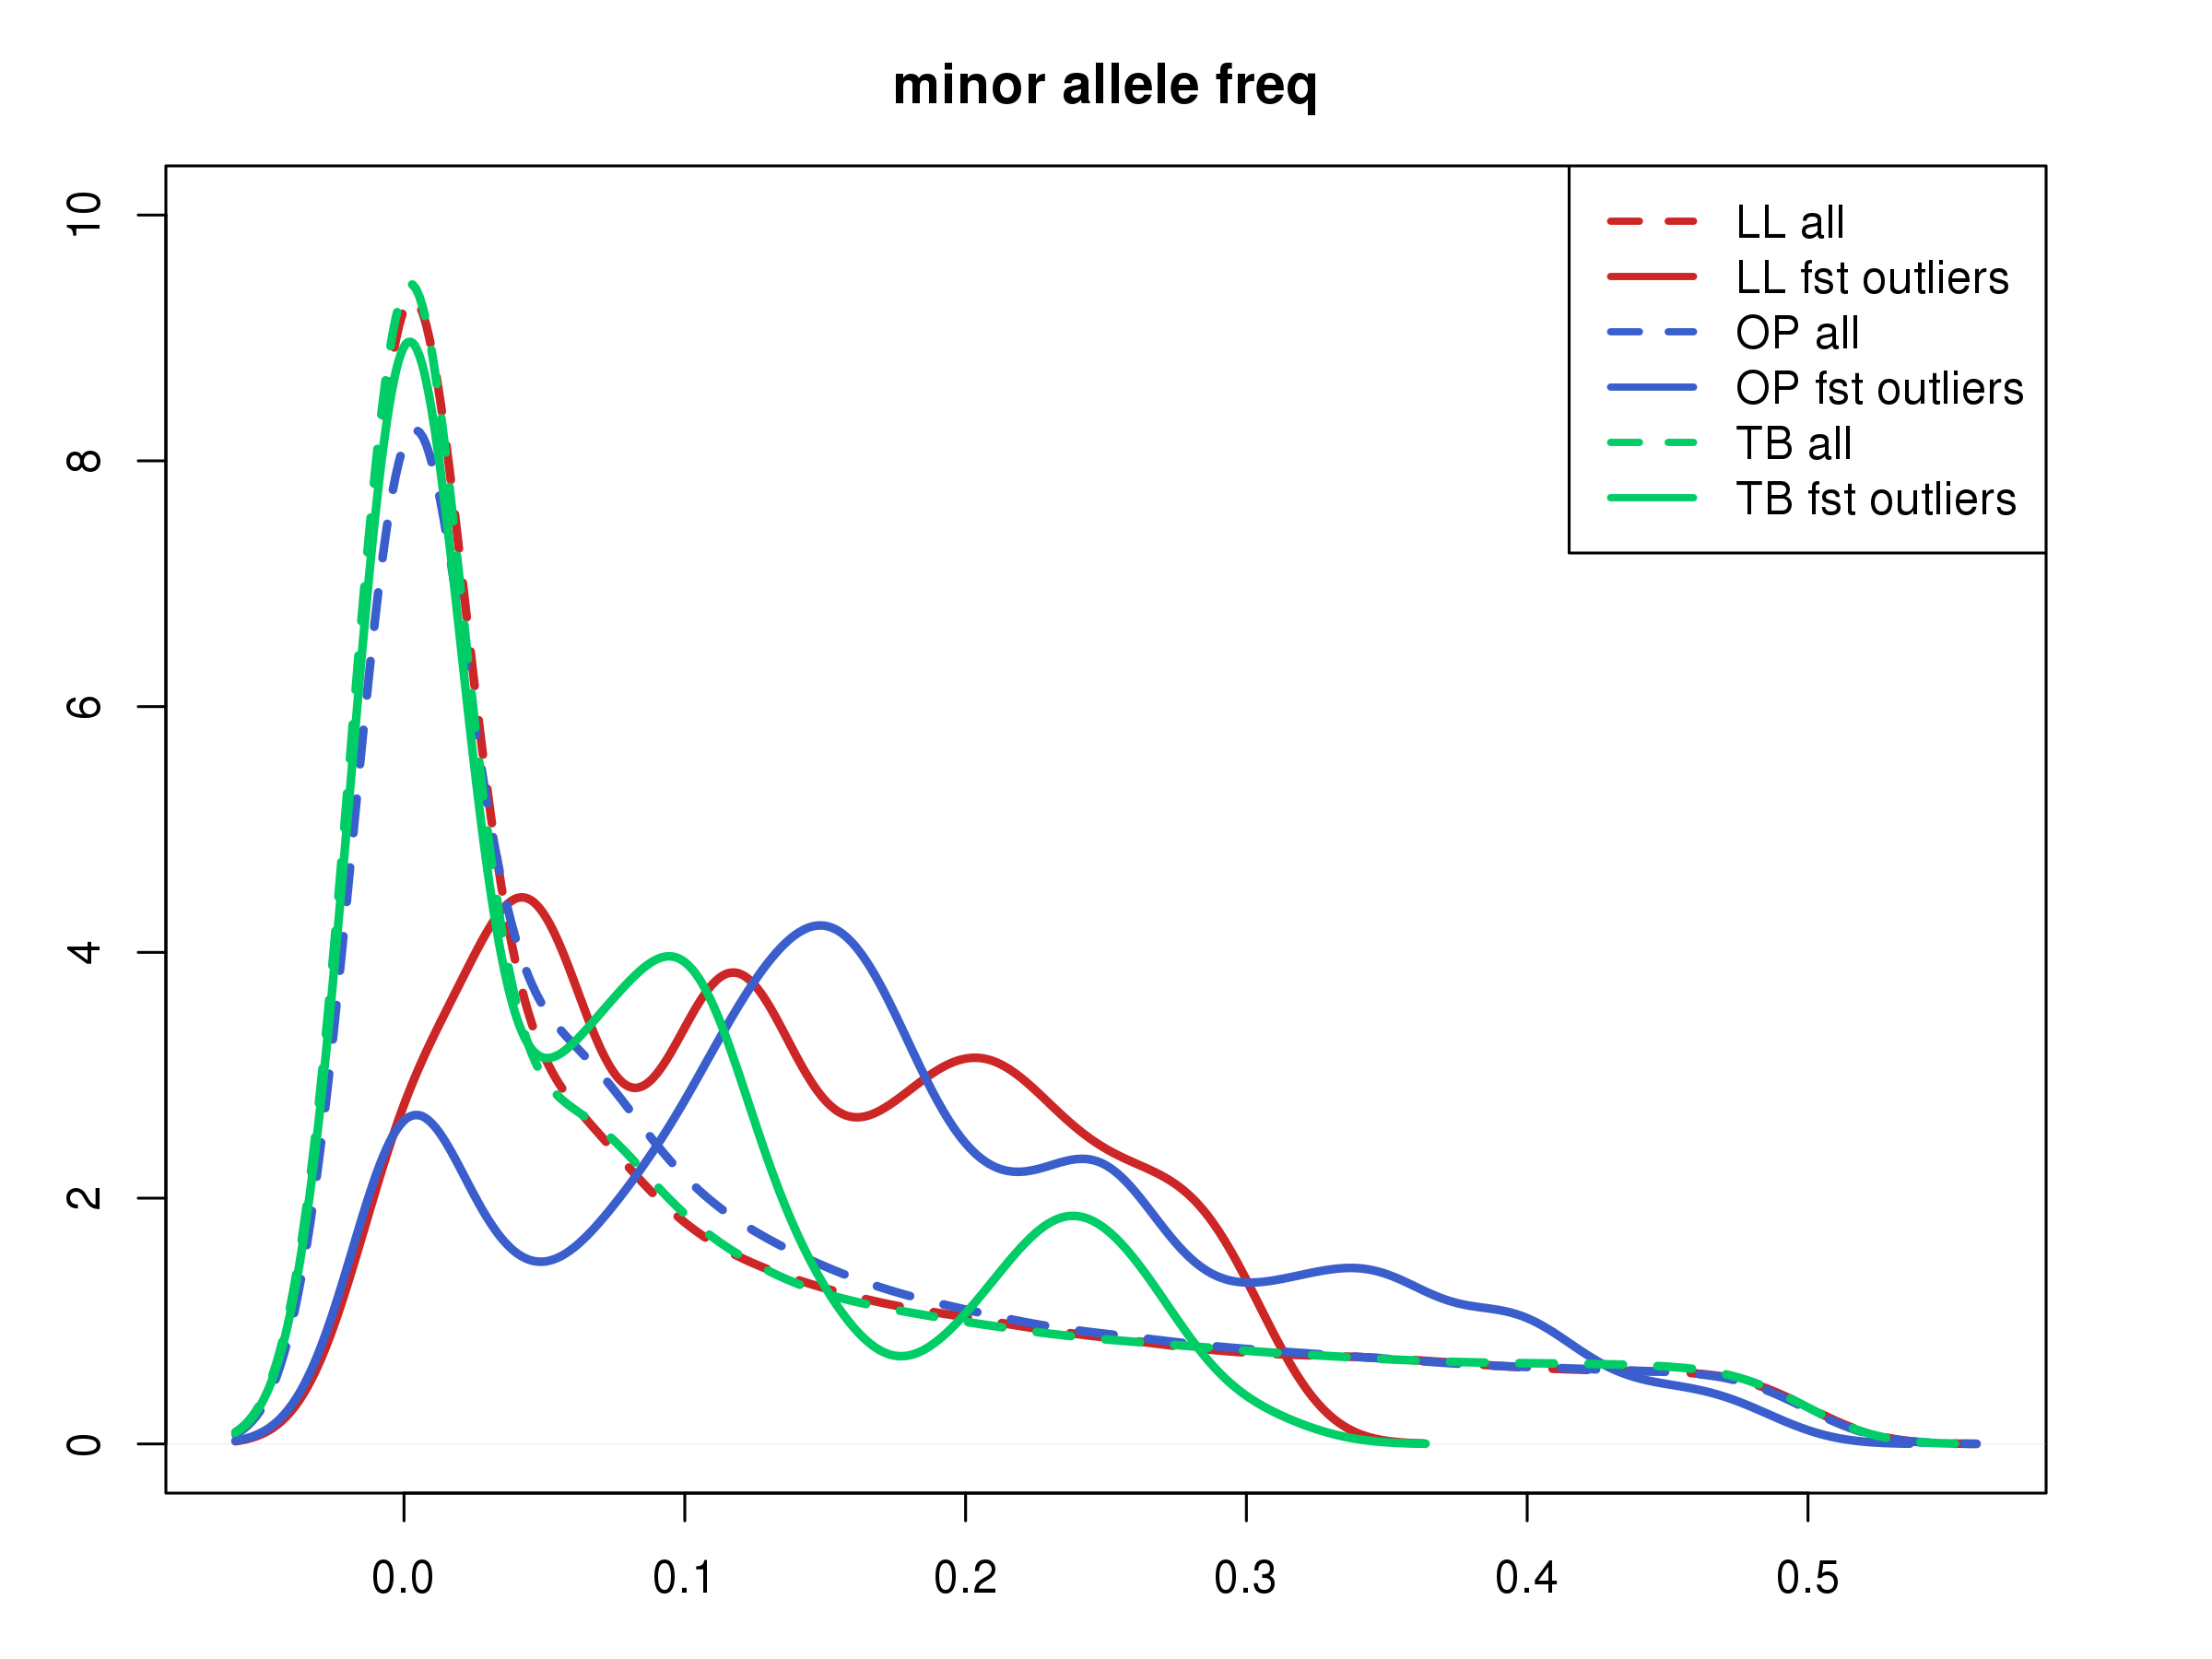 minor allele freq
10
8
6
4
2
0
LL all
LL fst outliers
OP all
OP fst outliers
TB all
TB fst outliers
0.0 0.1 0.2 0.3 0.4 0.5